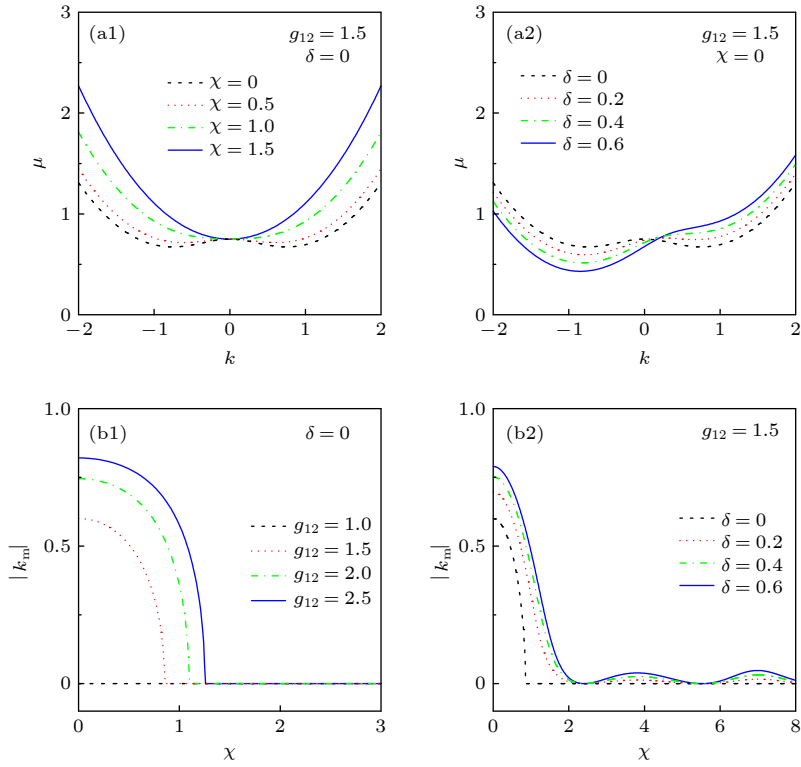 (a1)
g12 = 1.5
δ = 0
χ = 0
χ = 0.5
χ = 1.0
χ = 1.5
3
2
1
0
μ
−2
−1
0
1
2
k
(a2)
g12 = 1.5
χ = 0
δ = 0
δ = 0.2
δ = 0.4
δ = 0.6
3
2
1
0
μ
−2
−1
0
1
2
k
(b1)
δ = 0
g12 = 1.0
g12 = 1.5
g12 = 2.0
g12 = 2.5
1.0
0.5
0
|km|
0
1
2
3
χ
(b2)
g12 = 1.5
δ = 0
δ = 0.2
δ = 0.4
δ = 0.6
1.0
0.5
0
|km|
0
2
4
6
8
χ